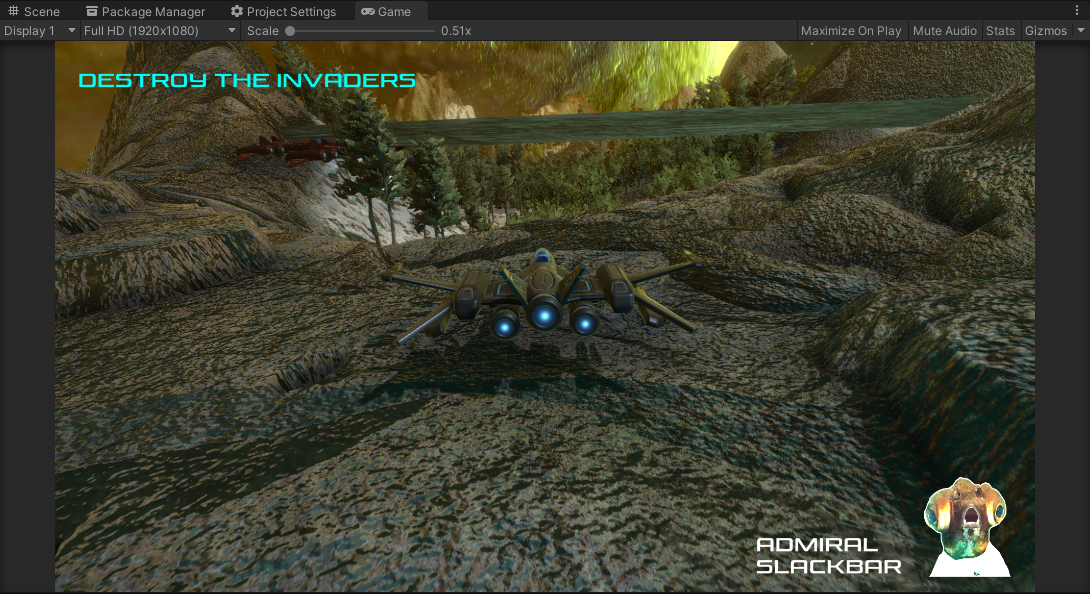 Scene Package Manager Project Settings Game
Display 1 Full HD (1920x1080) Scale 0.51x Maximize On Play Mute Audio Stats Gizmos
DESTROY THE INVADERS
ADMIRAL
SLACKBAR